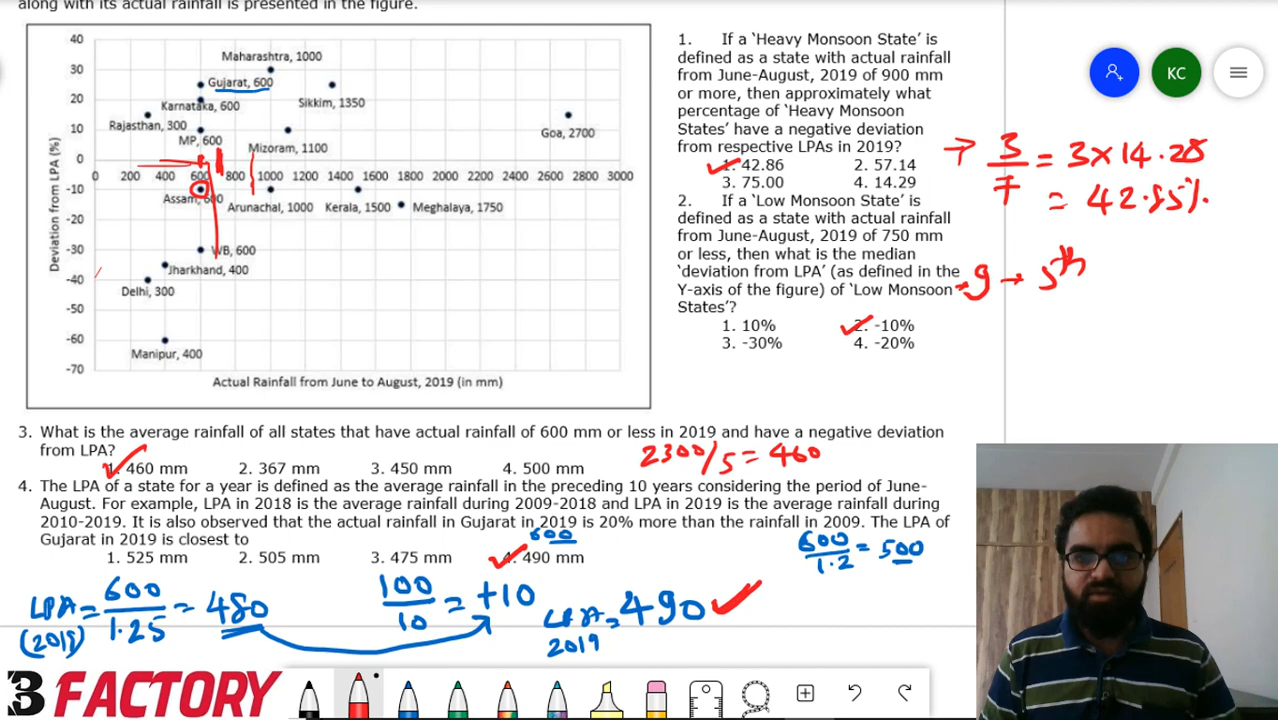 along with its actual rainfall is presented in the figure.
40
30
20
10
0
-10
-20
-30
-40
-50
-60
-70
Deviation from LPA (%)
Maharashtra, 1000
Gujarat, 600
Karnataka, 600
Sikkim, 1350
Rajasthan, 300
MP, 600
Goa, 2700
Mizoram, 1100
0 200 400 600 800 1000 1200 1400 1600 1800 2000 2200 2400 2600 2800 3000
Assam, 600
Arunachal, 1000
Kerala, 1500
Meghalaya, 1750
WB, 600
Jharkhand, 400
Delhi, 300
Manipur, 400
Actual Rainfall from June to August, 2019 (in mm)
1. If a 'Heavy Monsoon State' is
defined as a state with actual rainfall
from June-August, 2019 of 900 mm
or more, then approximately what
percentage of 'Heavy Monsoon
States' have a negative deviation
from respective LPAs in 2019?
1. 42.86 2. 57.14
3. 75.00 4. 14.29
2. If a 'Low Monsoon State' is
defined as a state with actual rainfall
from June-August, 2019 of 750 mm
or less, then what is the median
'deviation from LPA' (as defined in the
Y-axis of the figure) of 'Low Monsoon
States'?
1. 10% 2. -10%
3. -30% 4. -20%
KC
→ 3/7 = 3×14.28
= 42.85%
9 → 5th
3. What is the average rainfall of all states that have actual rainfall of 600 mm or less in 2019 and have a negative deviation
from LPA?
2300/5 = 460
1. 460 mm 2. 367 mm 3. 450 mm 4. 500 mm
4. The LPA of a state for a year is defined as the average rainfall in the preceding 10 years considering the period of June-
August. For example, LPA in 2018 is the average rainfall during 2009-2018 and LPA in 2019 is the average rainfall during
2010-2019. It is also observed that the actual rainfall in Gujarat in 2019 is 20% more than the rainfall in 2009. The LPA of
Gujarat in 2019 is closest to
600
1. 525 mm 2. 505 mm 3. 475 mm 4. 490 mm
600/1.2 = 500
LPA = 600/1.25 = 480
(2018)
100/10 = +10
LPA = 490
2019
3 FACTORY